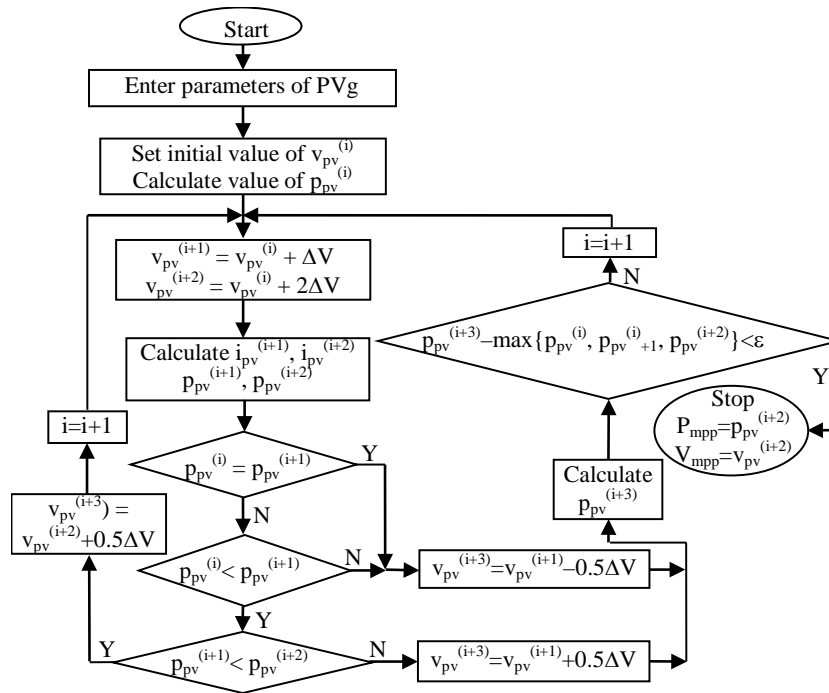 Start
Enter parameters of PVg
Set initial value of v_pv^(i)
Calculate value of p_pv^(i)
i=i+1
v_pv^(i+1) = v_pv^(i) + ΔV
v_pv^(i+2) = v_pv^(i) + 2ΔV
N
p_pv^(i+3)–max{p_pv^(i), p_pv^(i)_+1, p_pv^(i+2)}<ε
Calculate i_pv^(i+1), i_pv^(i+2)
p_pv^(i+1), p_pv^(i+2)
Y
Stop
P_mpp=p_pv^(i+2)
V_mpp=v_pv^(i+2)
i=i+1
p_pv^(i) = p_pv^(i+1)
Y
Calculate
p_pv^(i+3)
v_pv^(i+3)) =
v_pv^(i+2)+0.5ΔV
N
p_pv^(i)< p_pv^(i+1)
N
v_pv^(i+3)=v_pv^(i+1)–0.5ΔV
Y
Y
p_pv^(i+1)< p_pv^(i+2)
N
v_pv^(i+3)=v_pv^(i+1)+0.5ΔV